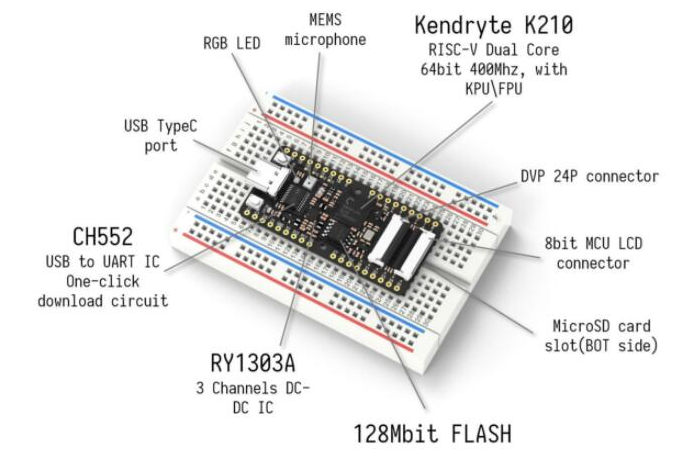 MEMS
microphone
RGB LED
Kendryte K210
RISC-V Dual Core
64bit 400Mhz, with
KPU\FPU
USB TypeC
port
DVP 24P connector
CH552
USB to UART IC
One-click
download circuit
8bit MCU LCD
connector
MicroSD card
slot(BOT side)
RY1303A
3 Channels DC-
DC IC
128Mbit FLASH